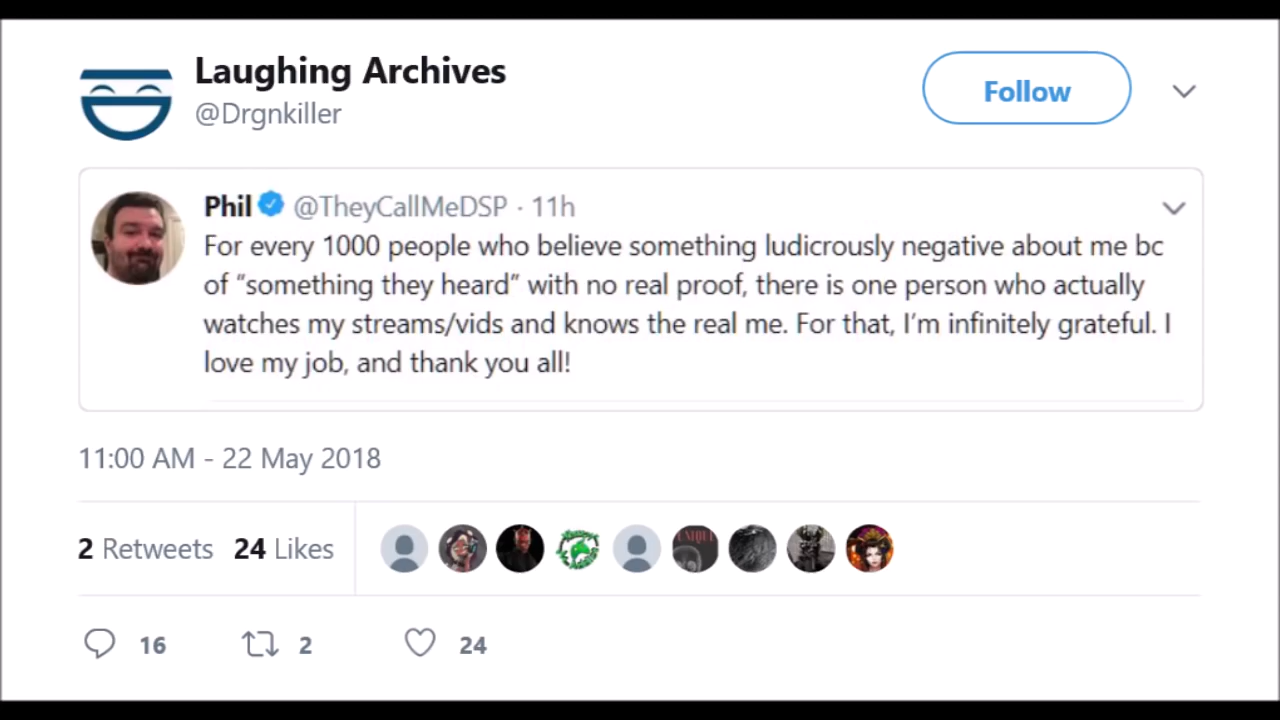 Laughing Archives
@Drgnkiller
Follow
Phil @TheyCallMeDSP · 11h
For every 1000 people who believe something ludicrously negative about me bc
of “something they heard” with no real proof, there is one person who actually
watches my streams/vids and knows the real me. For that, I’m infinitely grateful. I
love my job, and thank you all!
11:00 AM - 22 May 2018
2 Retweets 24 Likes
UNIQUE
16 2 24